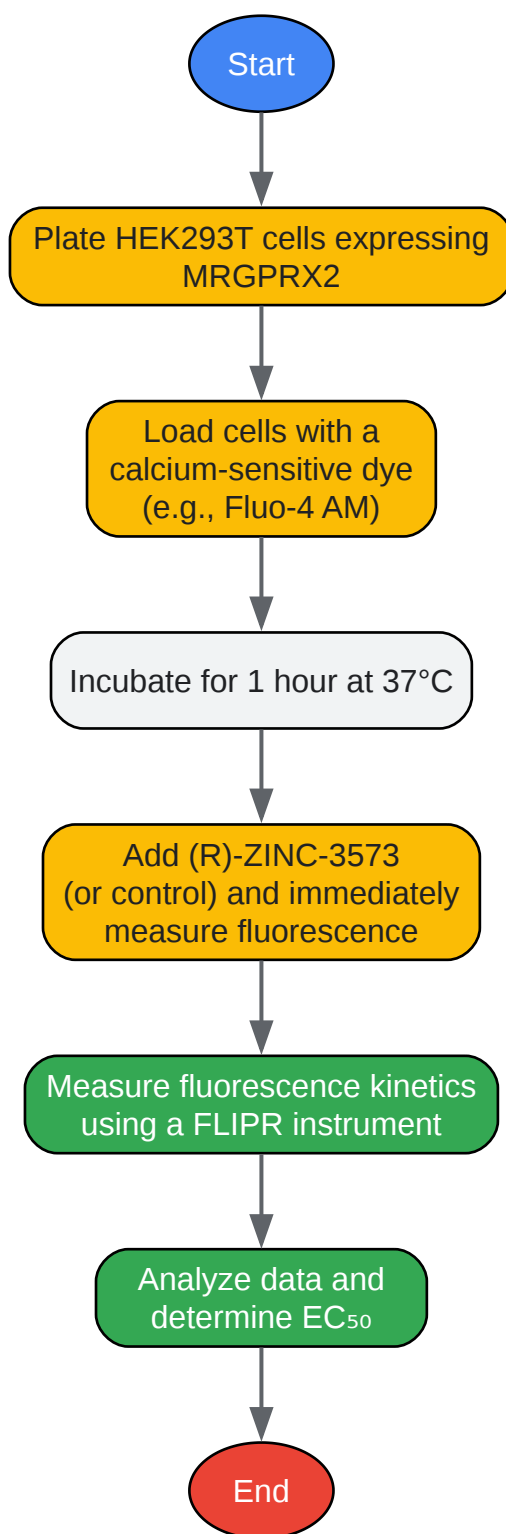 Start
Plate HEK293T cells expressing
MRGPRX2
Load cells with a
calcium-sensitive dye
(e.g., Fluo-4 AM)
Incubate for 1 hour at 37°C
Add (R)-ZINC-3573
(or control) and immediately
measure fluorescence
Measure fluorescence kinetics
using a FLIPR instrument
Analyze data and
determine EC₅₀
End